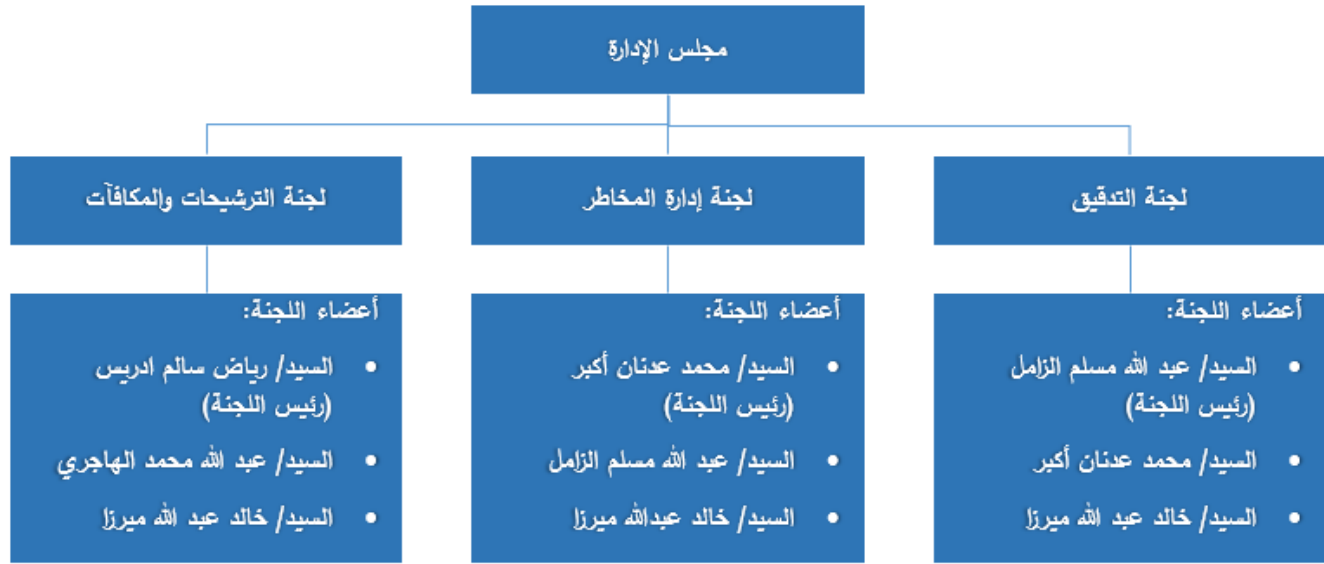 مجلس الإدارة
لجنة التدقيق
لجنة إدارة المخاطر
لجنة الترشيحات والمكافآت
أعضاء اللجنة:
• السيد/ عبد الله مسلم الزامل
(رئيس اللجنة)
• السيد/ محمد عدنان أكبر
• السيد/ خالد عبد الله ميرزا
أعضاء اللجنة:
• السيد/ محمد عدنان أكبر
(رئيس اللجنة)
• السيد/ عبد الله مسلم الزامل
• السيد/ خالد عبدالله ميرزا
أعضاء اللجنة:
• السيد/ رياض سالم ادريس
(رئيس اللجنة)
• السيد/ عبد الله محمد الهاجري
• السيد/ خالد عبد الله ميرزا